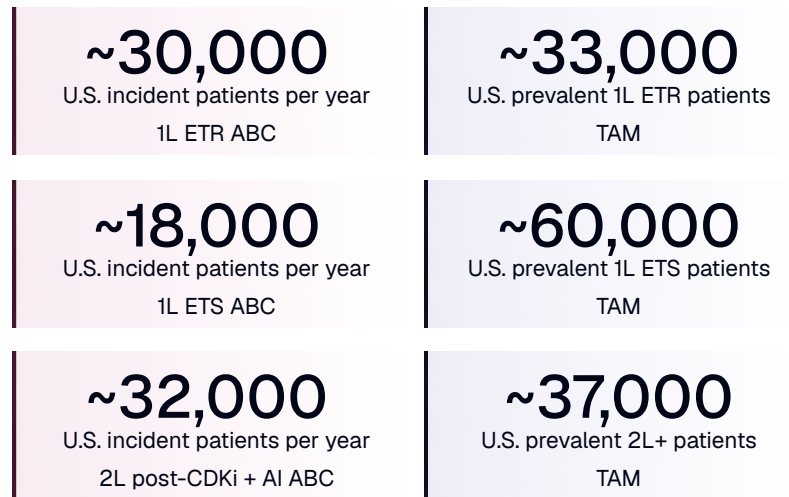 ~30,000
U.S. incident patients per year
1L ETR ABC
~33,000
U.S. prevalent 1L ETR patients
TAM
~18,000
U.S. incident patients per year
1L ETS ABC
~60,000
U.S. prevalent 1L ETS patients
TAM
~32,000
U.S. incident patients per year
2L post-CDKi + AI ABC
~37,000
U.S. prevalent 2L+ patients
TAM